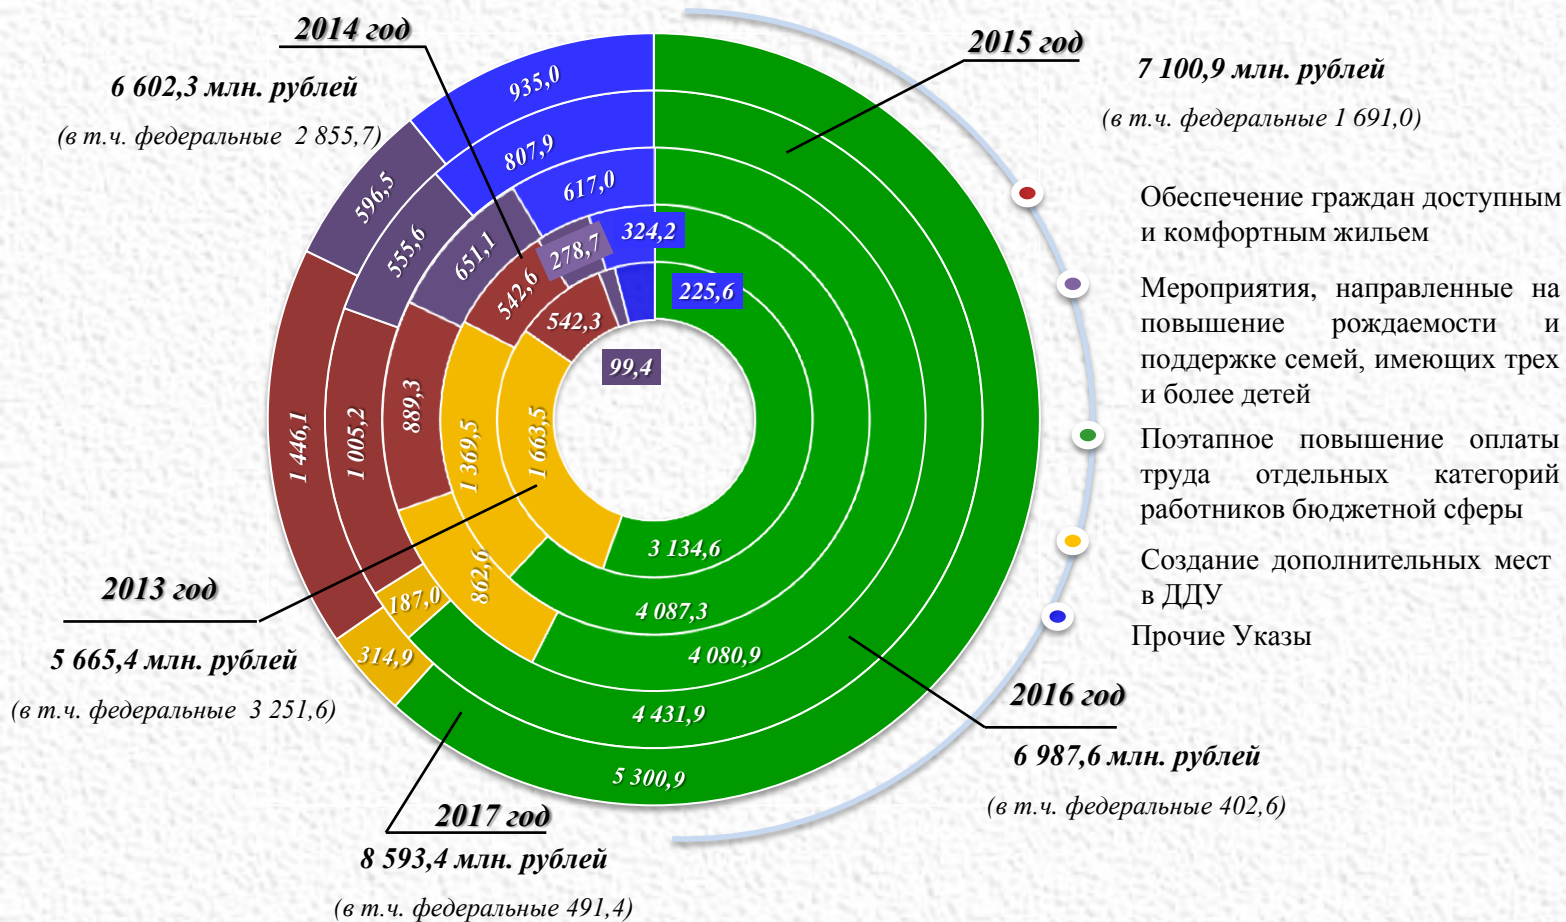 2014 год
6 602,3 млн. рублей
(в т.ч. федеральные 2 855,7)
2015 год
7 100,9 млн. рублей
(в т.ч. федеральные 1 691,0)
935,0
807,9
617,0
324,2
225,6
596,5
555,6
651,1
278,7
99,4
1 446,1
1 005,2
889,3
542,6
542,3
314,9
187,0
862,6
1 369,5
1 663,5
3 134,6
4 087,3
4 080,9
4 431,9
5 300,9
Обеспечение граждан доступным
и комфортным жильем
Мероприятия, направленные на
повышение рождаемости и
поддержке семей, имеющих трех
и более детей
Поэтапное повышение оплаты
труда отдельных категорий
работников бюджетной сферы
Создание дополнительных мест
в ДДУ
Прочие Указы
2013 год
5 665,4 млн. рублей
(в т.ч. федеральные 3 251,6)
2016 год
6 987,6 млн. рублей
(в т.ч. федеральные 402,6)
2017 год
8 593,4 млн. рублей
(в т.ч. федеральные 491,4)